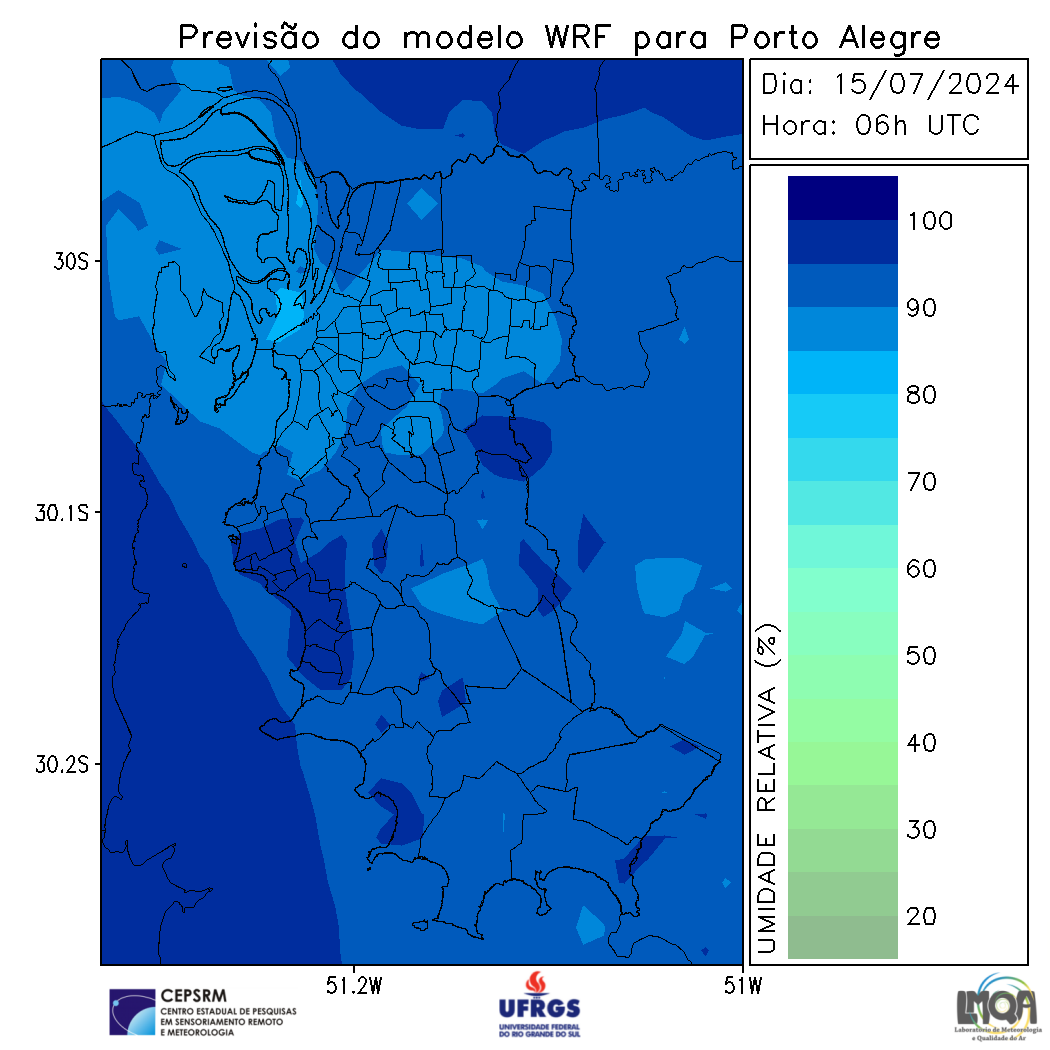 Previsão do modelo WRF para Porto Alegre
Dia: 15/07/2024
Hora: 06h UTC
30S
30.1S
30.2S
51.2W
51W
100
90
80
70
60
50
40
30
20
UMIDADE RELATIVA (%)
CEPSRM
CENTRO ESTADUAL DE PESQUISAS
EM SENSORIAMENTO REMOTO
E METEOROLOGIA
UFRGS
UNIVERSIDADE FEDERAL
DO RIO GRANDE DO SUL
LMQA
Laboratório de Meteorologia
e Qualidade do Ar